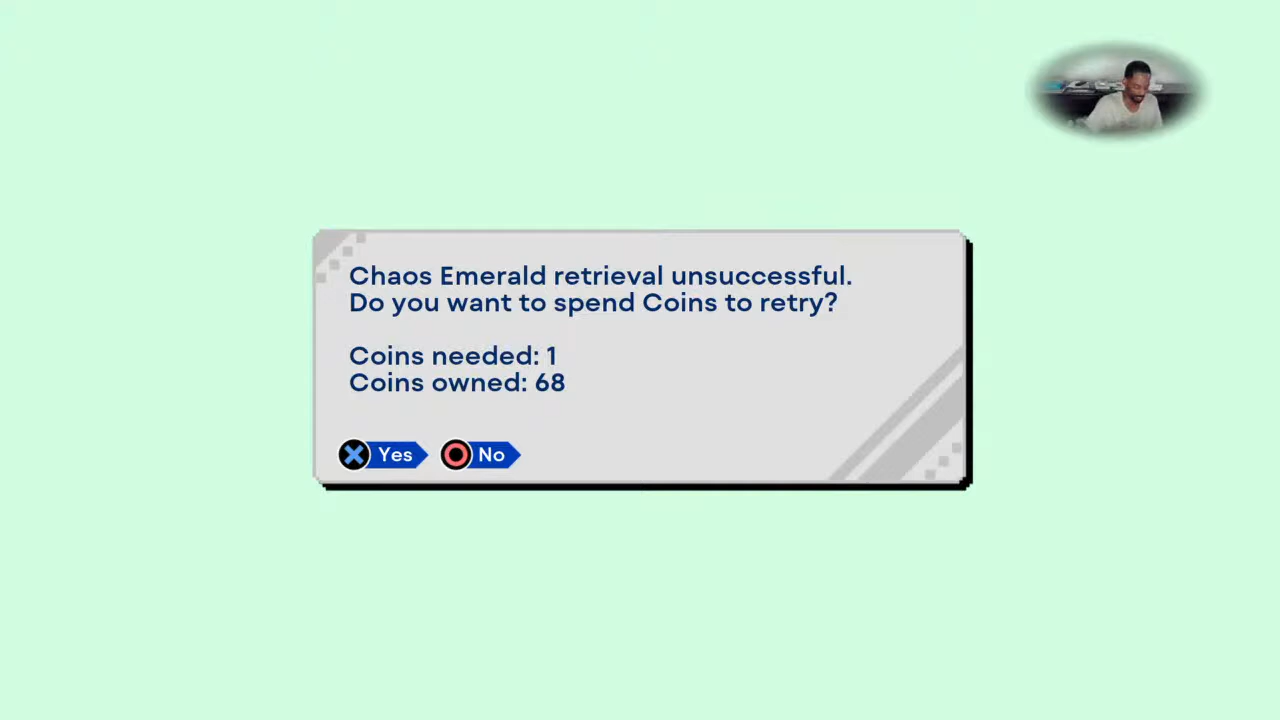 Chaos Emerald retrieval unsuccessful.
Do you want to spend Coins to retry?
Coins needed: 1
Coins owned: 68
Yes No